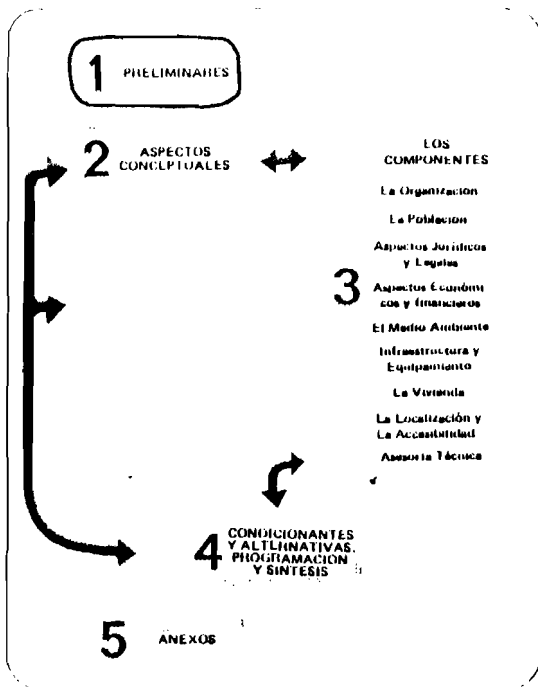 1 PRELIMINARES
2 ASPECTOS
CONCEPTUALES
LOS
COMPONENTES
La Organización
La Población
Aspectos Jurídicos
y Legales
3
Aspectos Económi
cos y financieros
El Medio Ambiente
Infraestructura y
Equipamiento
La Vivienda
La Localización y
La Accesibilidad
Asesoría Técnica
4 CONDICIONANTES
Y ALTERNATIVAS,
PROGRAMACION
Y SINTESIS
5 ANEXOS